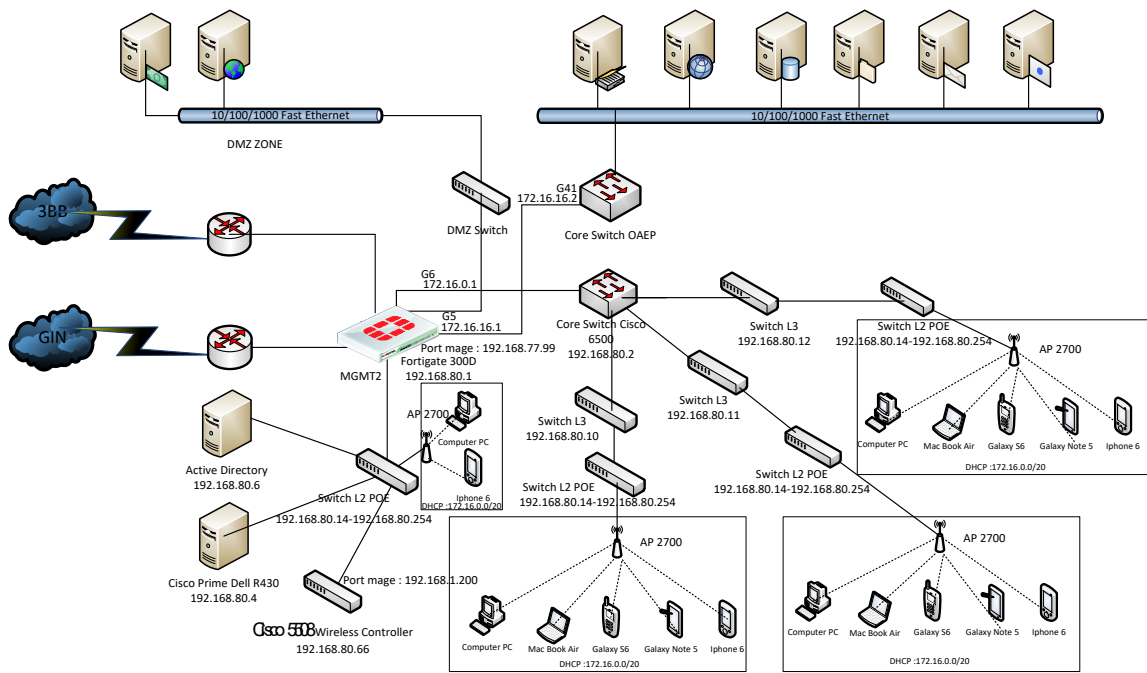 10/100/1000 Fast Ethernet
10/100/1000 Fast Ethernet
DMZ ZONE
3BB
G41
172.16.16.2
DMZ Switch
Core Switch OAEP
G6
172.16.0.1
GIN
G5
172.16.16.1
Port mage : 192.168.77.99
Fortigate 300D
192.168.80.1
MGMT2
Core Switch Cisco
6500
192.168.80.2
Switch L3
192.168.80.12
Switch L2 POE
192.168.80.14-192.168.80.254
AP 2700
Computer PC
Mac Book Air
Galaxy S6
Galaxy Note 5
Iphone 6
DHCP :172.16.0.0/20
Switch L3
192.168.80.11
Switch L3
192.168.80.10
AP 2700
Computer PC
Iphone 6
DHCP :172.16.0.0/20
Active Directory
192.168.80.6
Switch L2 POE
192.168.80.14-192.168.80.254
Switch L2 POE
192.168.80.14-192.168.80.254
Switch L2 POE
192.168.80.14-192.168.80.254
Cisco Prime Dell R430
192.168.80.4
Port mage : 192.168.1.200
Cisco 5508 Wireless Controller
192.168.80.66
AP 2700
Computer PC
Mac Book Air
Galaxy S6
Galaxy Note 5
Iphone 6
DHCP :172.16.0.0/20
AP 2700
Computer PC
Mac Book Air
Galaxy S6
Galaxy Note 5
Iphone 6
DHCP :172.16.0.0/20